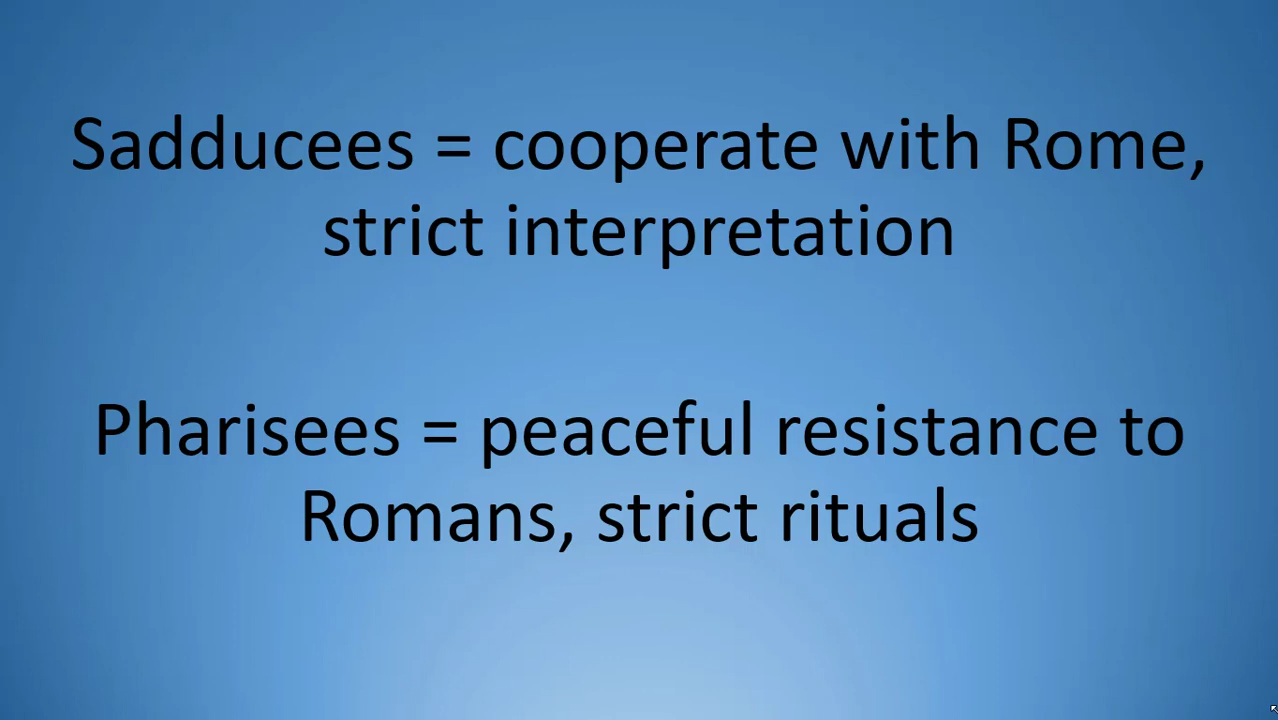 Sadducees = cooperate with Rome,
strict interpretation
Pharisees = peaceful resistance to
Romans, strict rituals